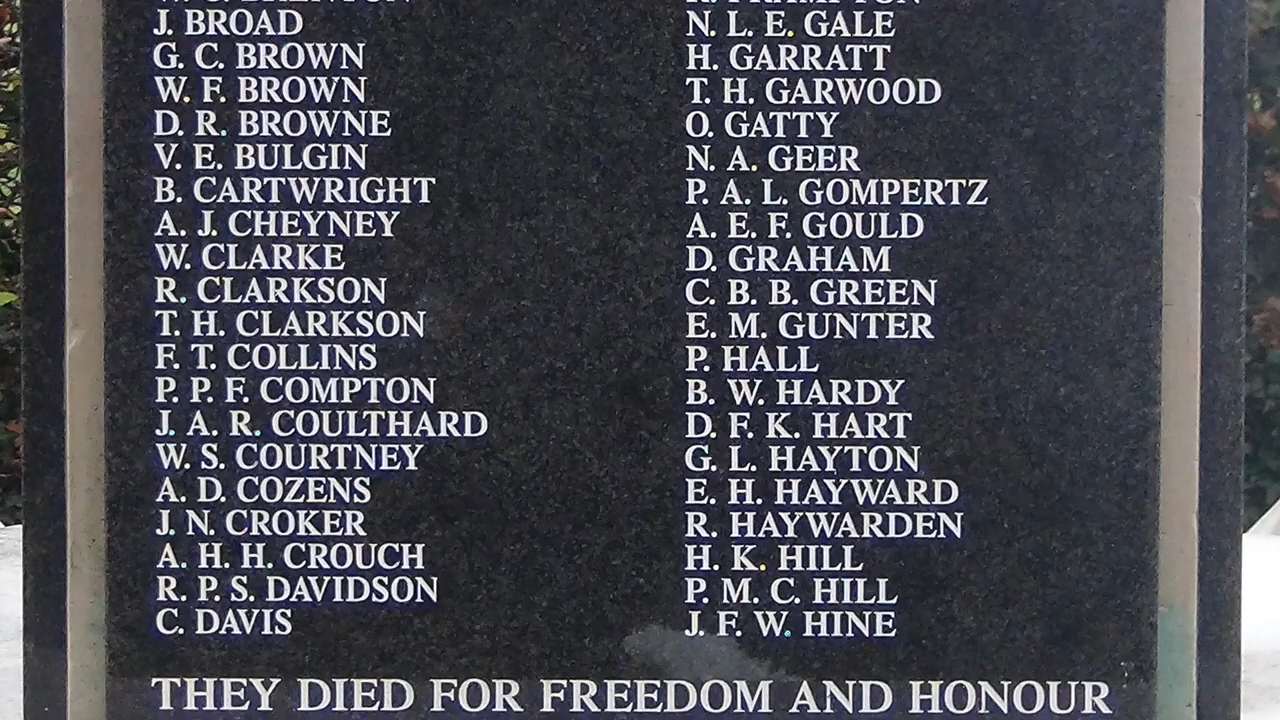 J. BROAD
G. C. BROWN
W. F. BROWN
D. R. BROWNE
V. E. BULGIN
B. CARTWRIGHT
A. J. CHEYNEY
W. CLARKE
R. CLARKSON
T. H. CLARKSON
F. T. COLLINS
P. P. F. COMPTON
J. A. R. COULTHARD
W. S. COURTNEY
A. D. COZENS
J. N. CROKER
A. H. H. CROUCH
R. P. S. DAVIDSON
C. DAVIS
N. L. E. GALE
H. GARRATT
T. H. GARWOOD
O. GATTY
N. A. GEER
P. A. L. GOMPERTZ
A. E. F. GOULD
D. GRAHAM
C. B. B. GREEN
E. M. GUNTER
P. HALL
B. W. HARDY
D. F. K. HART
G. L. HAYTON
E. H. HAYWARD
R. HAYWARDEN
H. K. HILL
P. M. C. HILL
J. F. W. HINE
THEY DIED FOR FREEDOM AND HONOUR